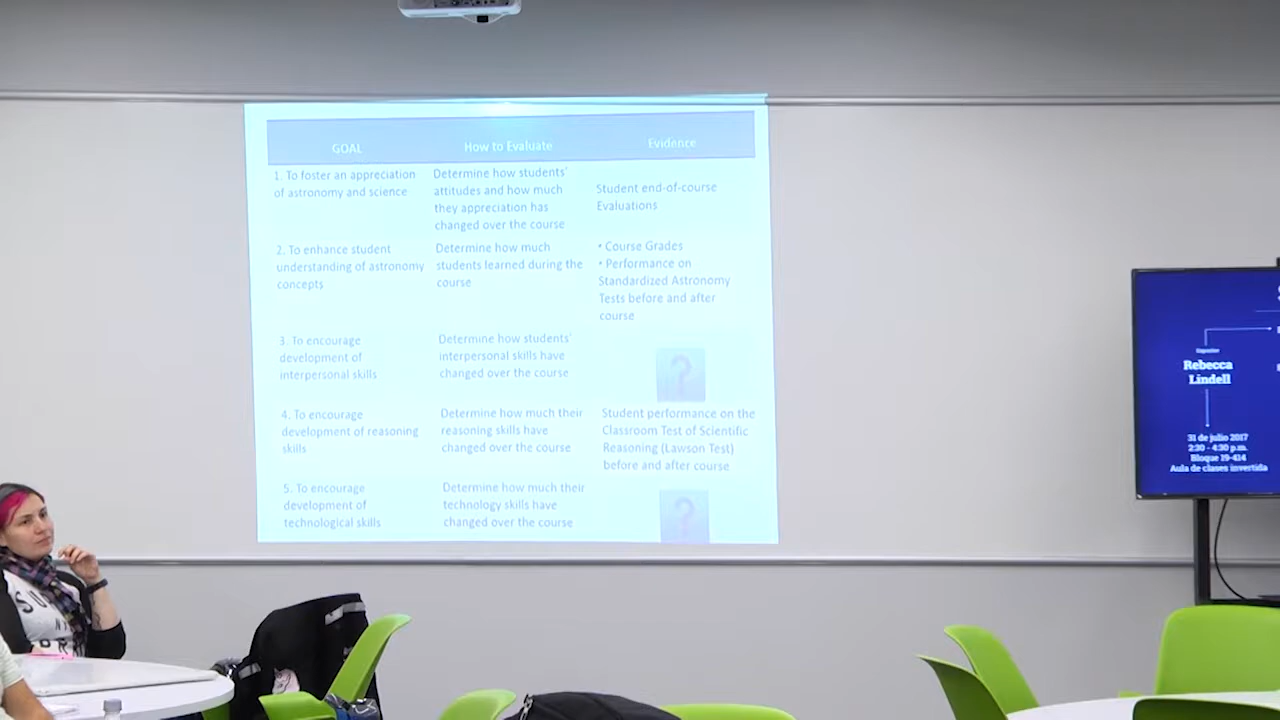 GOAL
How to Evaluate
Evidence
1. To foster an appreciation
of astronomy and science
Determine how students'
attitudes and how much
they appreciation has
changed over the course
Student end-of-course
Evaluations
2. To enhance student
understanding of astronomy
concepts
Determine how much
students learned during the
course
• Course Grades
• Performance on
Standardized Astronomy
Tests before and after
course
3. To encourage
development of
interpersonal skills
Determine how students'
interpersonal skills have
changed over the course
?
4. To encourage
development of reasoning
skills
Determine how much their
reasoning skills have
changed over the course
Student performance on the
Classroom Test of Scientific
Reasoning (Lawson Test)
before and after course
5. To encourage
development of
technological skills
Determine how much their
technology skills have
changed over the course
?
Rebecca
Lindell
31 de julio 2017
2:30 - 4:30 p.m.
Bloque 19-414
Aula de clases invertida